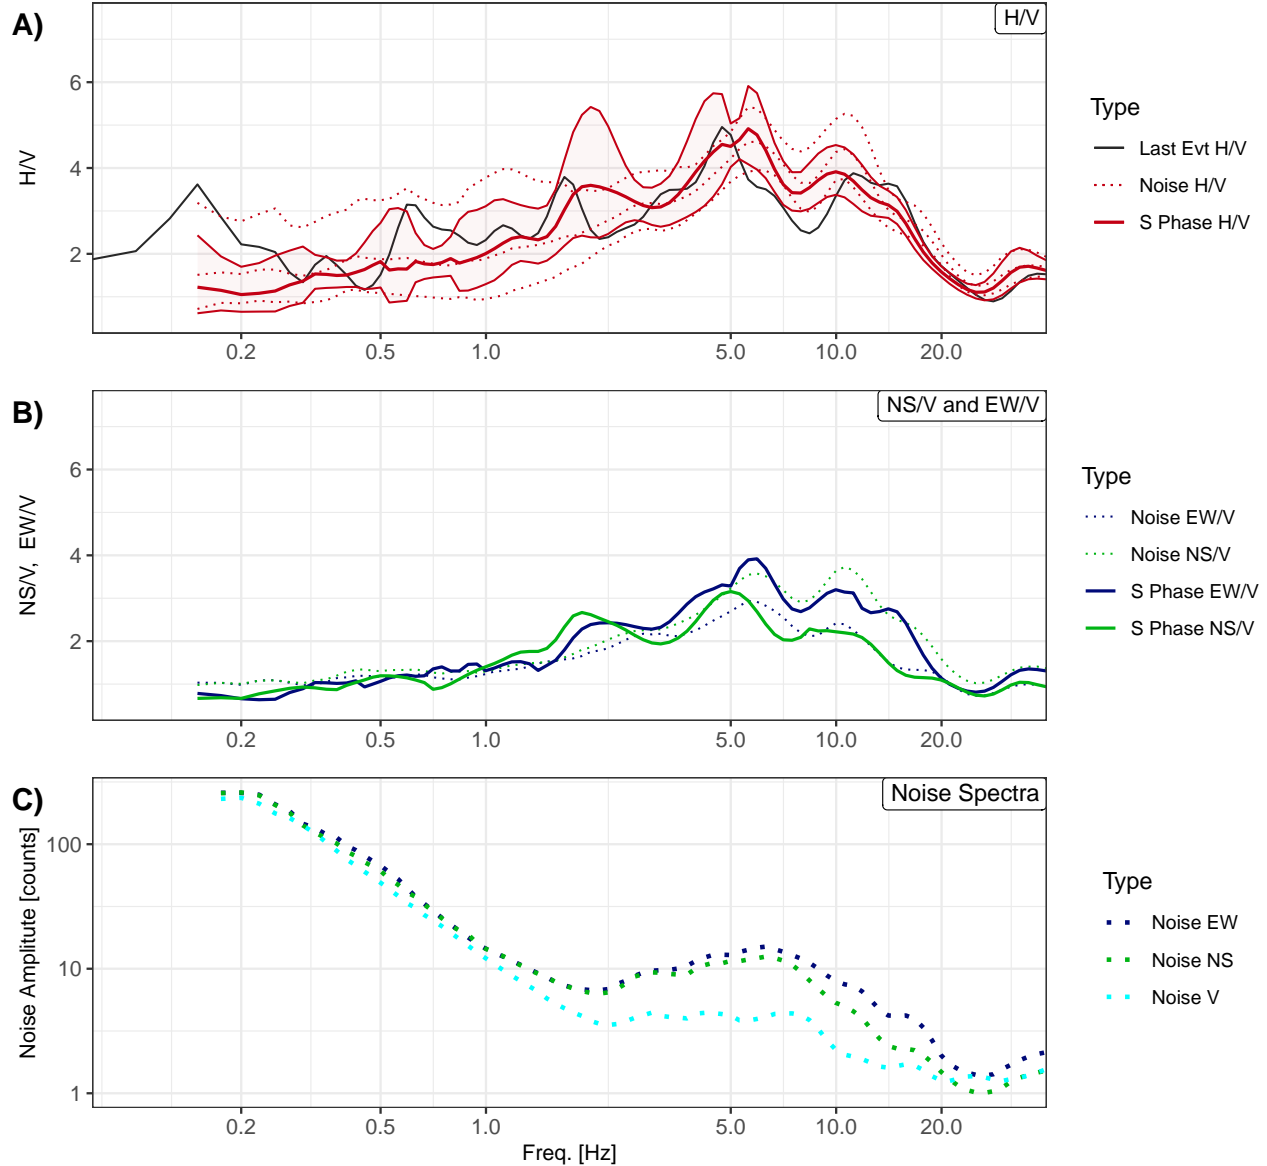 A)
H/V
6
4
2
H/V
0.2 0.5 1.0 5.0 10.0 20.0
Type
Last Evt H/V
Noise H/V
S Phase H/V
B)
NS/V and EW/V
6
4
2
NS/V, EW/V
0.2 0.5 1.0 5.0 10.0 20.0
Type
Noise EW/V
Noise NS/V
S Phase EW/V
S Phase NS/V
C)
Noise Spectra
100
10
1
Noise Amplitute [counts]
0.2 0.5 1.0 5.0 10.0 20.0
Freq. [Hz]
Type
Noise EW
Noise NS
Noise V